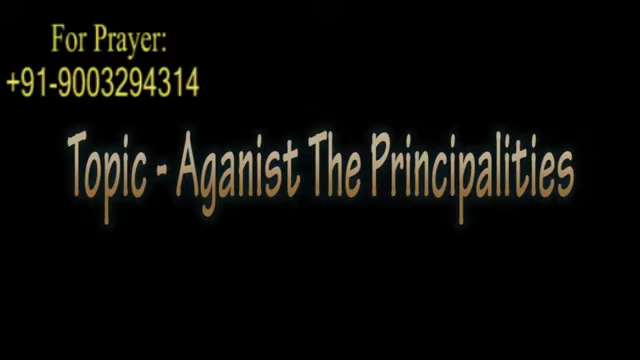 For Prayer:
+91-9003294314
Topic - Aganist The Principalities